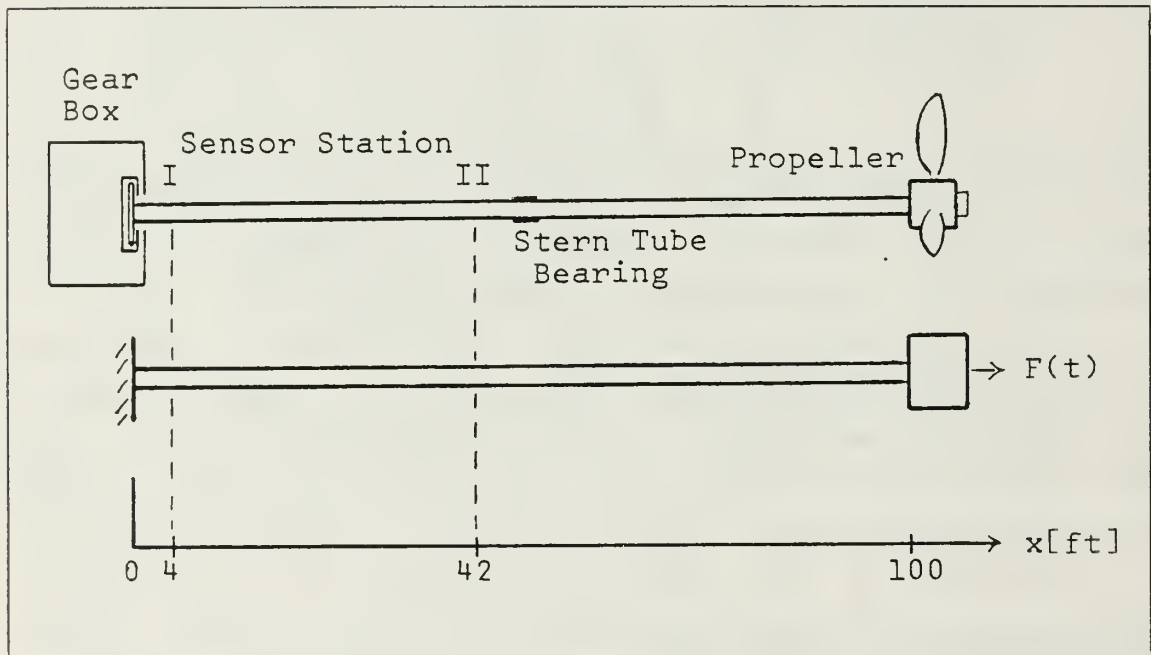 Gear
Box
Sensor Station
I
II
Propeller
Stern Tube
Bearing
F(t)
x[ft]
0
4
42
100